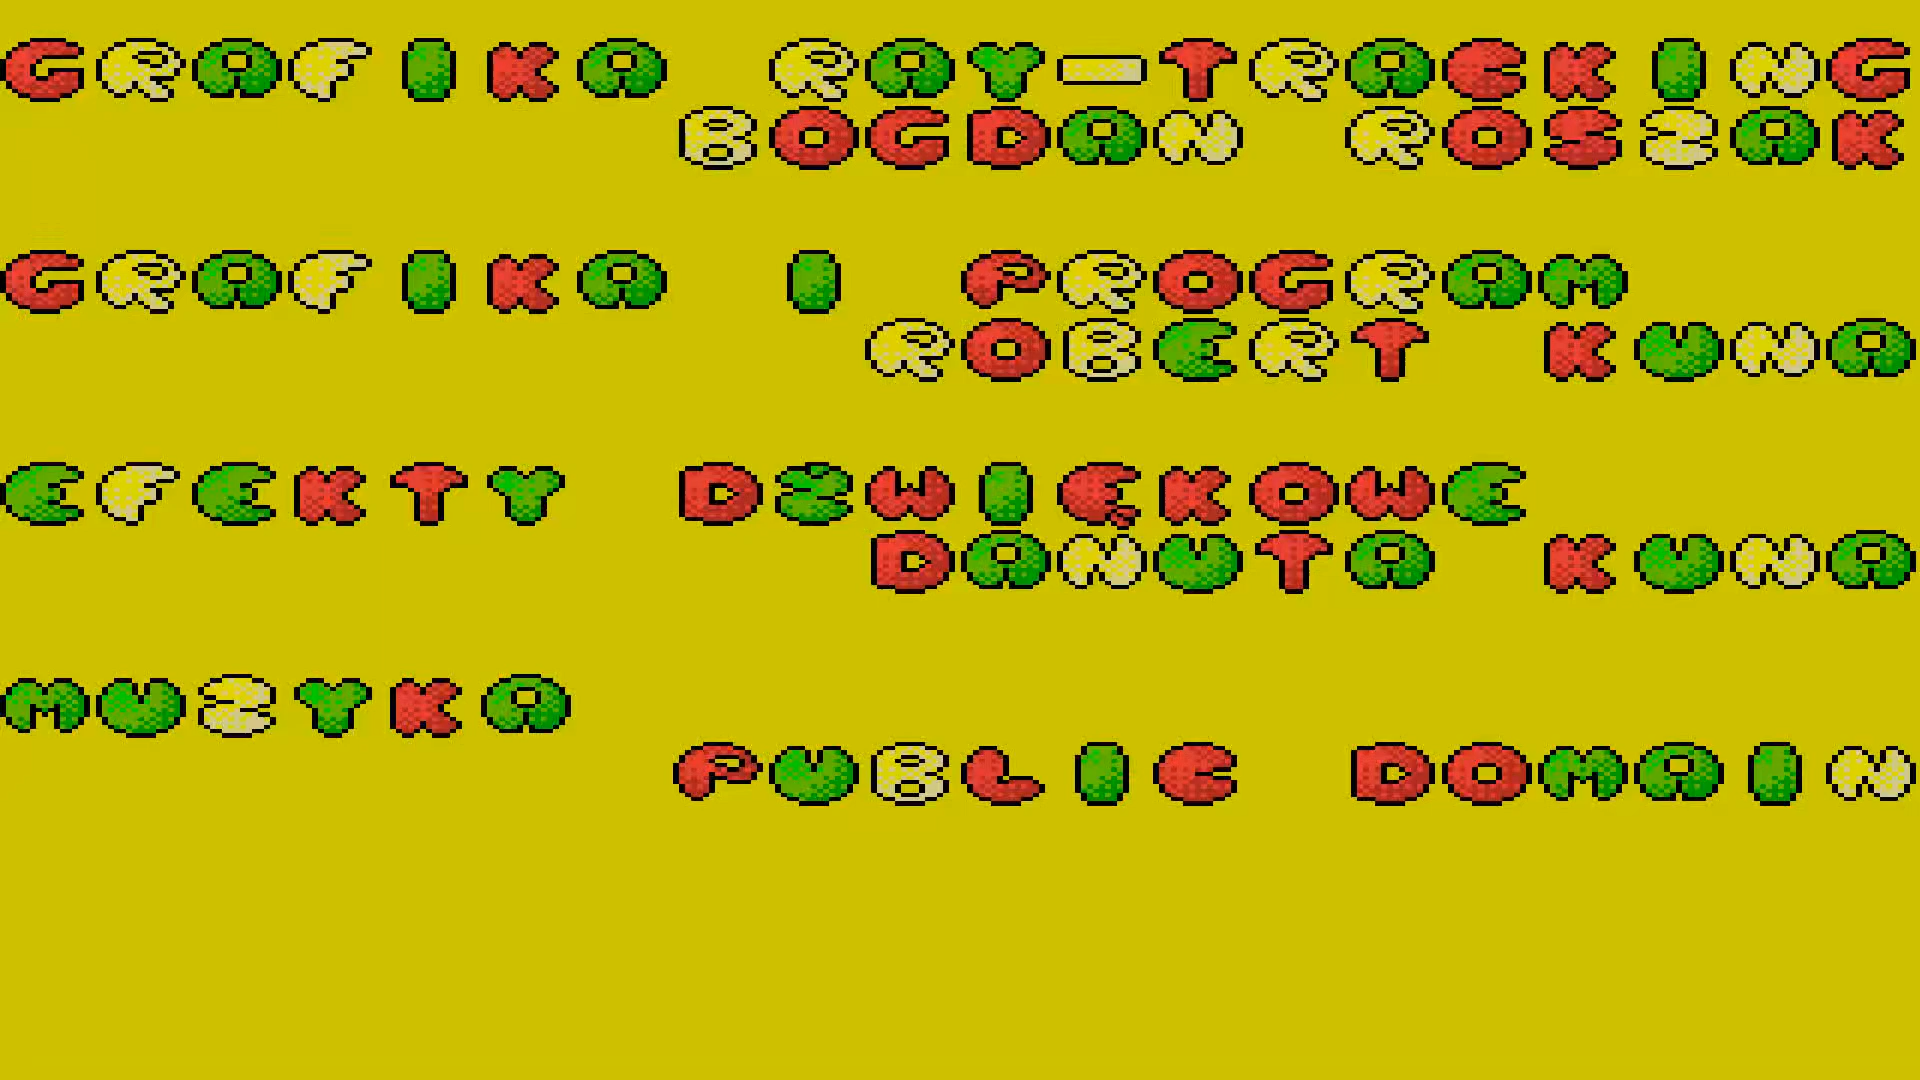 GRAFIKA RAY-TRACKING
BOGDAN ROSZAK
GRAFIKA I PROGRAM
ROBERT KUNA
EFEKTY DŹWIĘKOWE
DANUTA KUNA
MUZYKA
PUBLIC DOMAIN